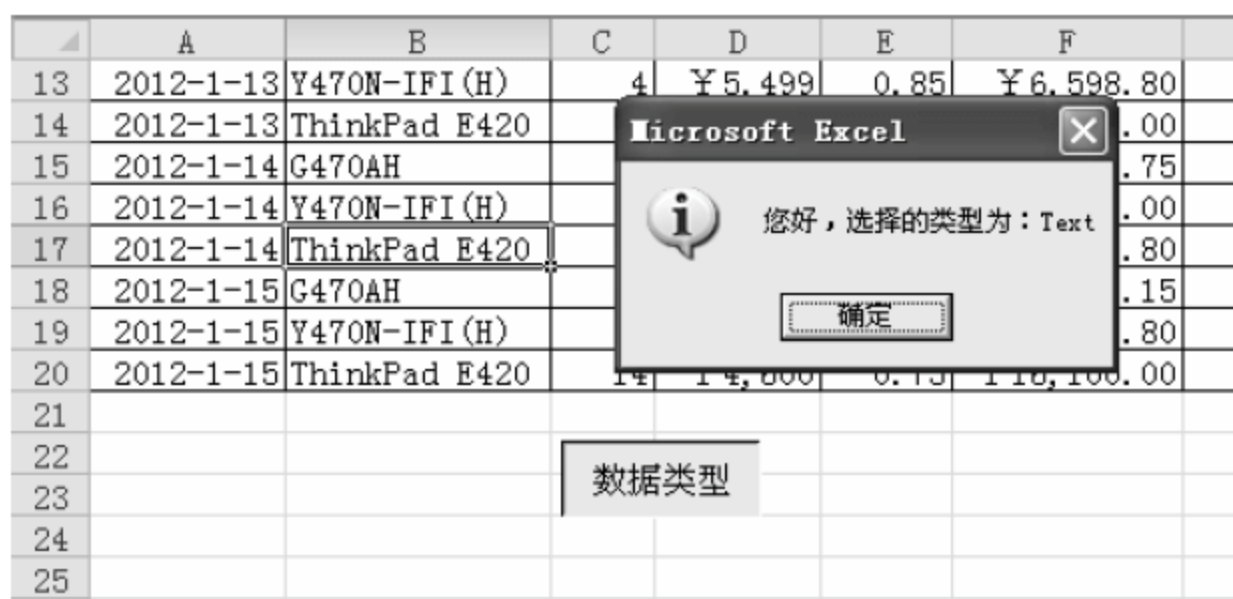 A B C D E F
13 2012-1-13 Y470N-IFI(H) 4 ￥5.499 0.85 ￥6.598.80
14 2012-1-13 ThinkPad E420 .00
Microsoft Excel
15 2012-1-14 G470AH .75
16 2012-1-14 Y470N-IFI(H) .00
您好，选择的类型为：Text
17 2012-1-14 ThinkPad E420 .80
18 2012-1-15 G470AH .15
确定
19 2012-1-15 Y470N-IFI(H) .80
20 2012-1-15 ThinkPad E420 .00
21
22
数据类型
23
24
25